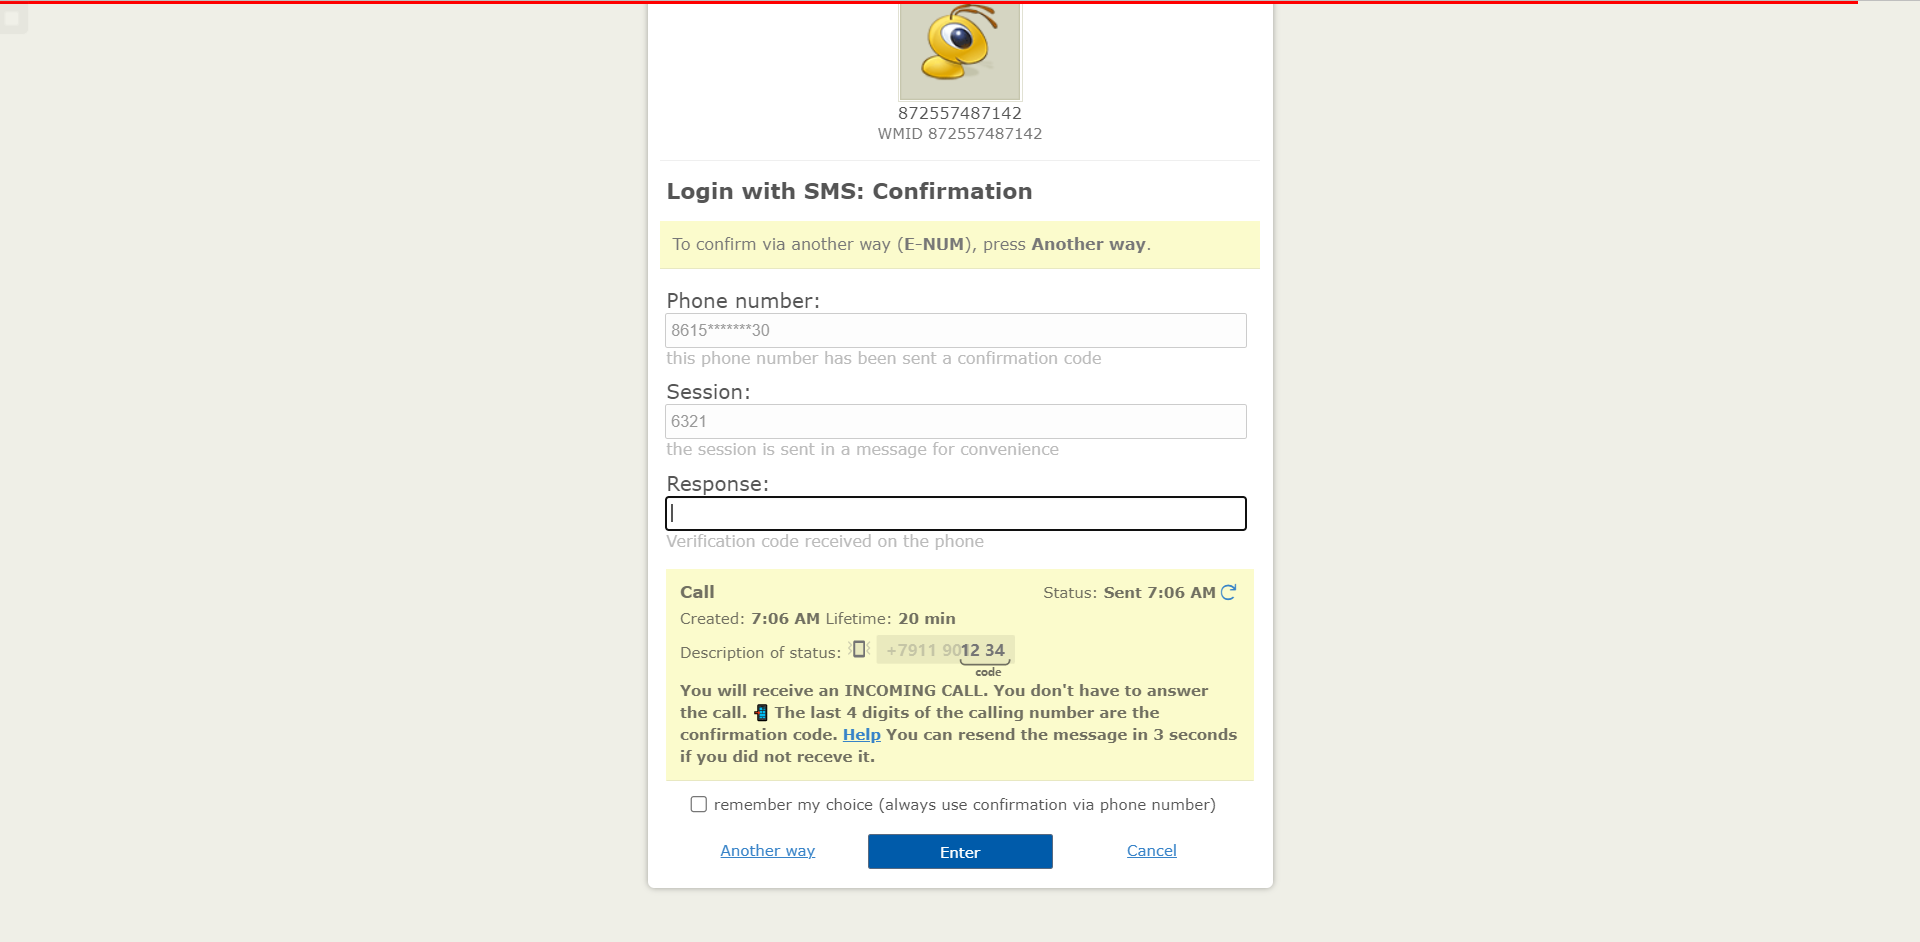 872557487142
WMID 872557487142
Login with SMS: Confirmation
To confirm via another way (E-NUM), press Another way.
Phone number:
8615*******30
this phone number has been sent a confirmation code
Session:
6321
the session is sent in a message for convenience
Response:
Verification code received on the phone
Call Status: Sent 7:06 AM
Created: 7:06 AM Lifetime: 20 min
Description of status: +7911 9012 34
code
You will receive an INCOMING CALL. You don't have to answer
the call. The last 4 digits of the calling number are the
confirmation code. Help You can resend the message in 3 seconds
if you did not receve it.
remember my choice (always use confirmation via phone number)
Another way Enter Cancel